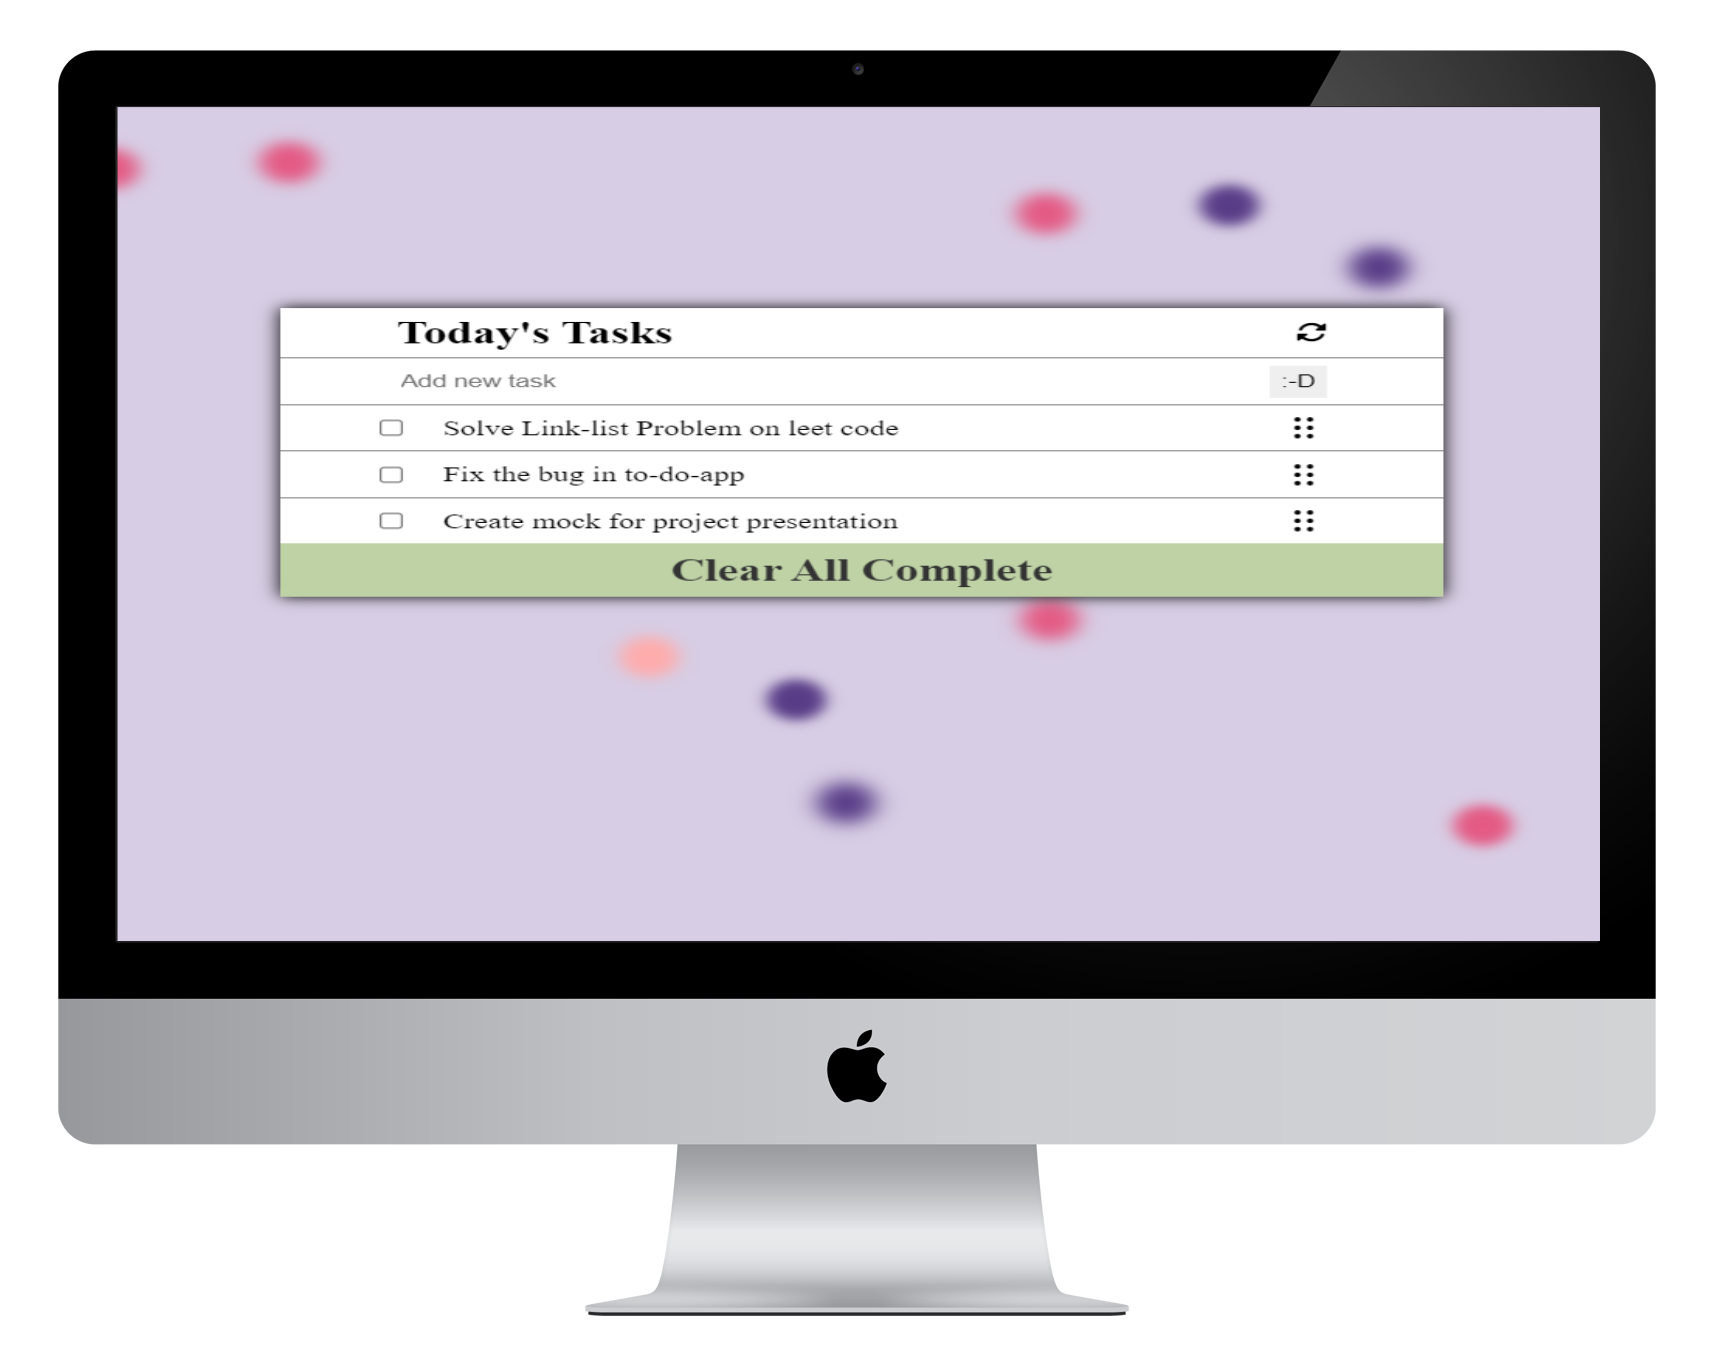 Today's Tasks
Add new task :-D
Solve Link-list Problem on leet code
Fix the bug in to-do-app
Create mock for project presentation
Clear All Complete